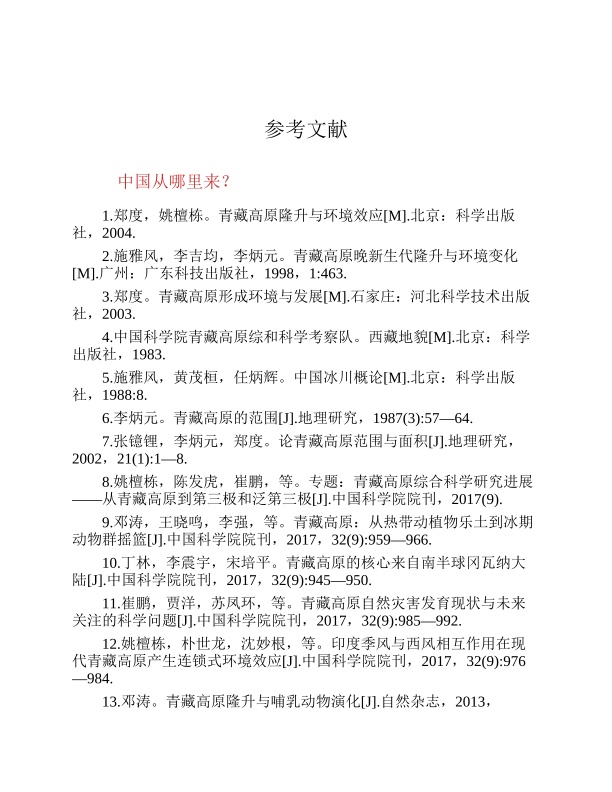 参考文献
中国从哪里来？
1.郑度，姚檀栋。青藏高原隆升与环境效应[M].北京：科学出版
社，2004.
2.施雅风，李吉均，李炳元。青藏高原晚新生代隆升与环境变化
[M].广州：广东科技出版社，1998，1:463.
3.郑度。青藏高原形成环境与发展[M].石家庄：河北科学技术出版
社，2003.
4.中国科学院青藏高原综和科学考察队。西藏地貌[M].北京：科学
出版社，1983.
5.施雅风，黄茂桓，任炳辉。中国冰川概论[M].北京：科学出版
社，1988:8.
6.李炳元。青藏高原的范围[J].地理研究，1987(3):57—64.
7.张镱锂，李炳元，郑度。论青藏高原范围与面积[J].地理研究，
2002，21(1):1—8.
8.姚檀栋，陈发虎，崔鹏，等。专题：青藏高原综合科学研究进展
——从青藏高原到第三极和泛第三极[J].中国科学院院刊，2017(9).
9.邓涛，王晓鸣，李强，等。青藏高原：从热带动植物乐土到冰期
动物群摇篮[J].中国科学院院刊，2017，32(9):959—966.
10.丁林，李震宇，宋培平。青藏高原的核心来自南半球冈瓦纳大
陆[J].中国科学院院刊，2017，32(9):945—950.
11.崔鹏，贾洋，苏凤环，等。青藏高原自然灾害发育现状与未来
关注的科学问题[J].中国科学院院刊，2017，32(9):985—992.
12.姚檀栋，朴世龙，沈妙根，等。印度季风与西风相互作用在现
代青藏高原产生连锁式环境效应[J].中国科学院院刊，2017，32(9):976
—984.
13.邓涛。青藏高原隆升与哺乳动物演化[J].自然杂志，2013，